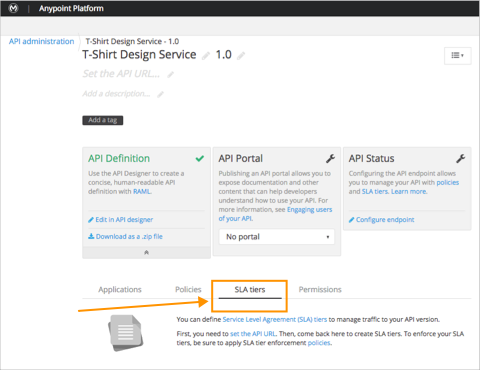 Anypoint Platform
API administration
T-Shirt Design Service - 1.0
T-Shirt Design Service 1.0
Set the API URL...
Add a description...
Add a tag
API Definition
Use the API Designer to create a
concise, human-readable API
definition with RAML.
Edit in API designer
Download as a .zip file
API Portal
Publishing an API portal allows you to
expose documentation and other
content that can help developers
understand how to use your API. For
more information, see Engaging users
of your API.
No portal
API Status
Configuring the API endpoint allows
you to manage your API with policies
and SLA tiers. Learn more.
Configure endpoint
Applications Policies SLA tiers Permissions
You can define Service Level Agreement (SLA) tiers to manage traffic to your API version.
First, you need to set the API URL. Then, come back here to create SLA tiers. To enforce your SLA
tiers, be sure to apply SLA tier enforcement policies.